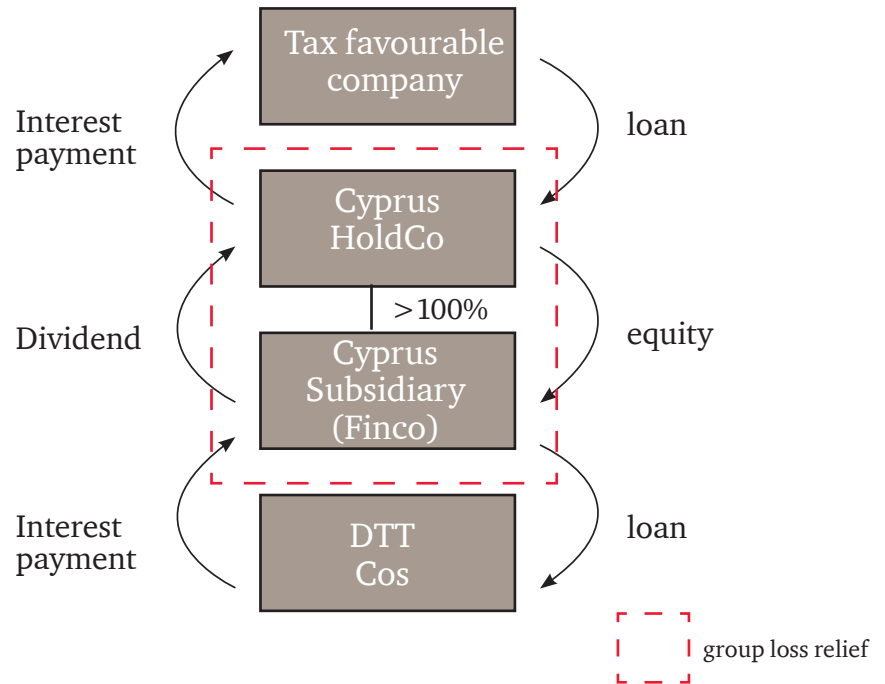 Tax favourable
company
Interest
payment
loan
Cyprus
HoldCo
>100%
Dividend
equity
Cyprus
Subsidiary
(Finco)
Interest
payment
loan
DTT
Cos
group loss relief